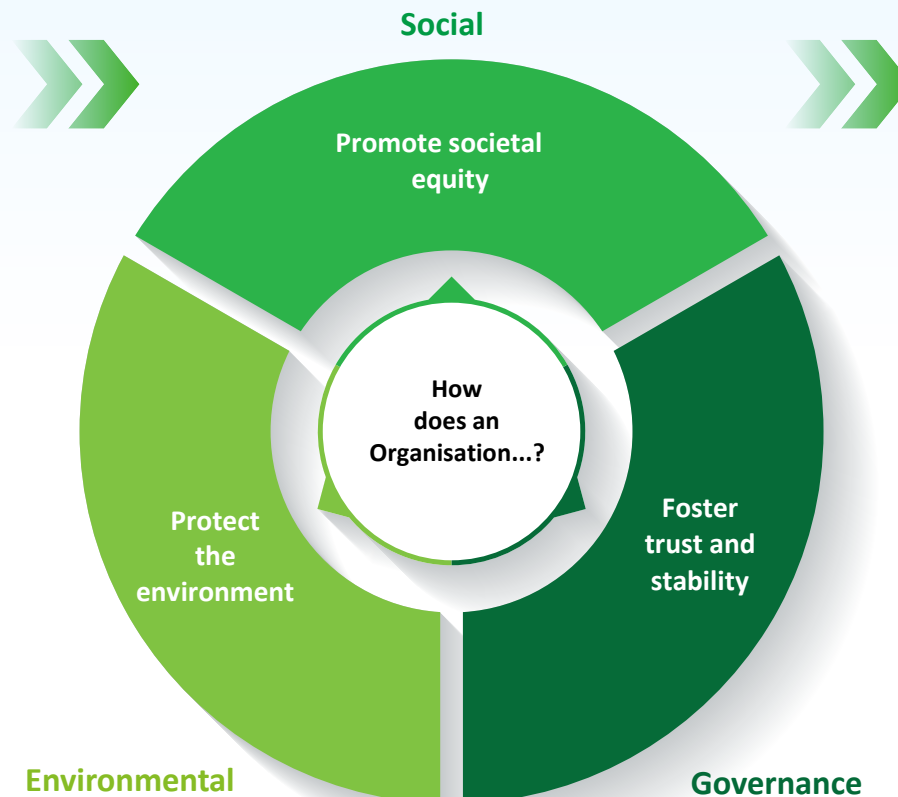 Social
Promote societal
equity
How
does an
Organisation...?
Protect
the
environment
Foster
trust and
stability
Environmental
Governance